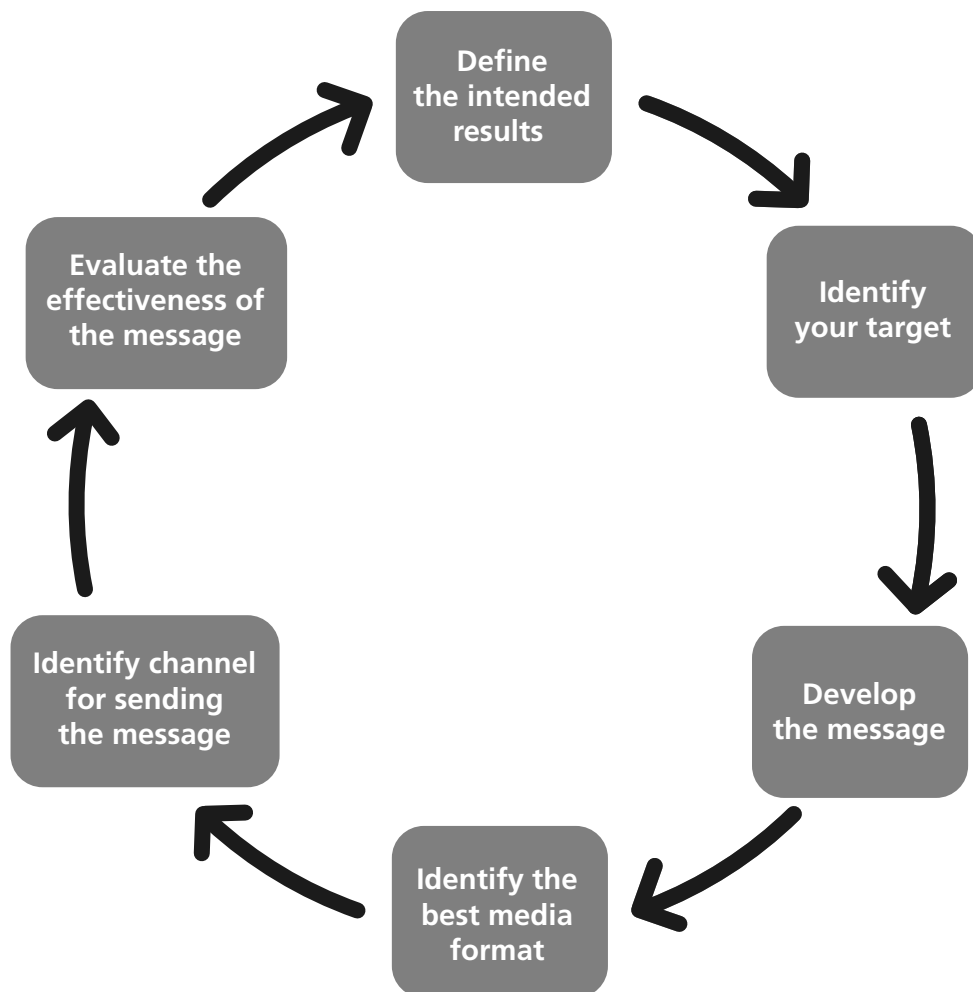 Define
the intended
results
Identify
your target
Develop
the message
Identify the
best media
format
Identify channel
for sending
the message
Evaluate the
effectiveness of
the message